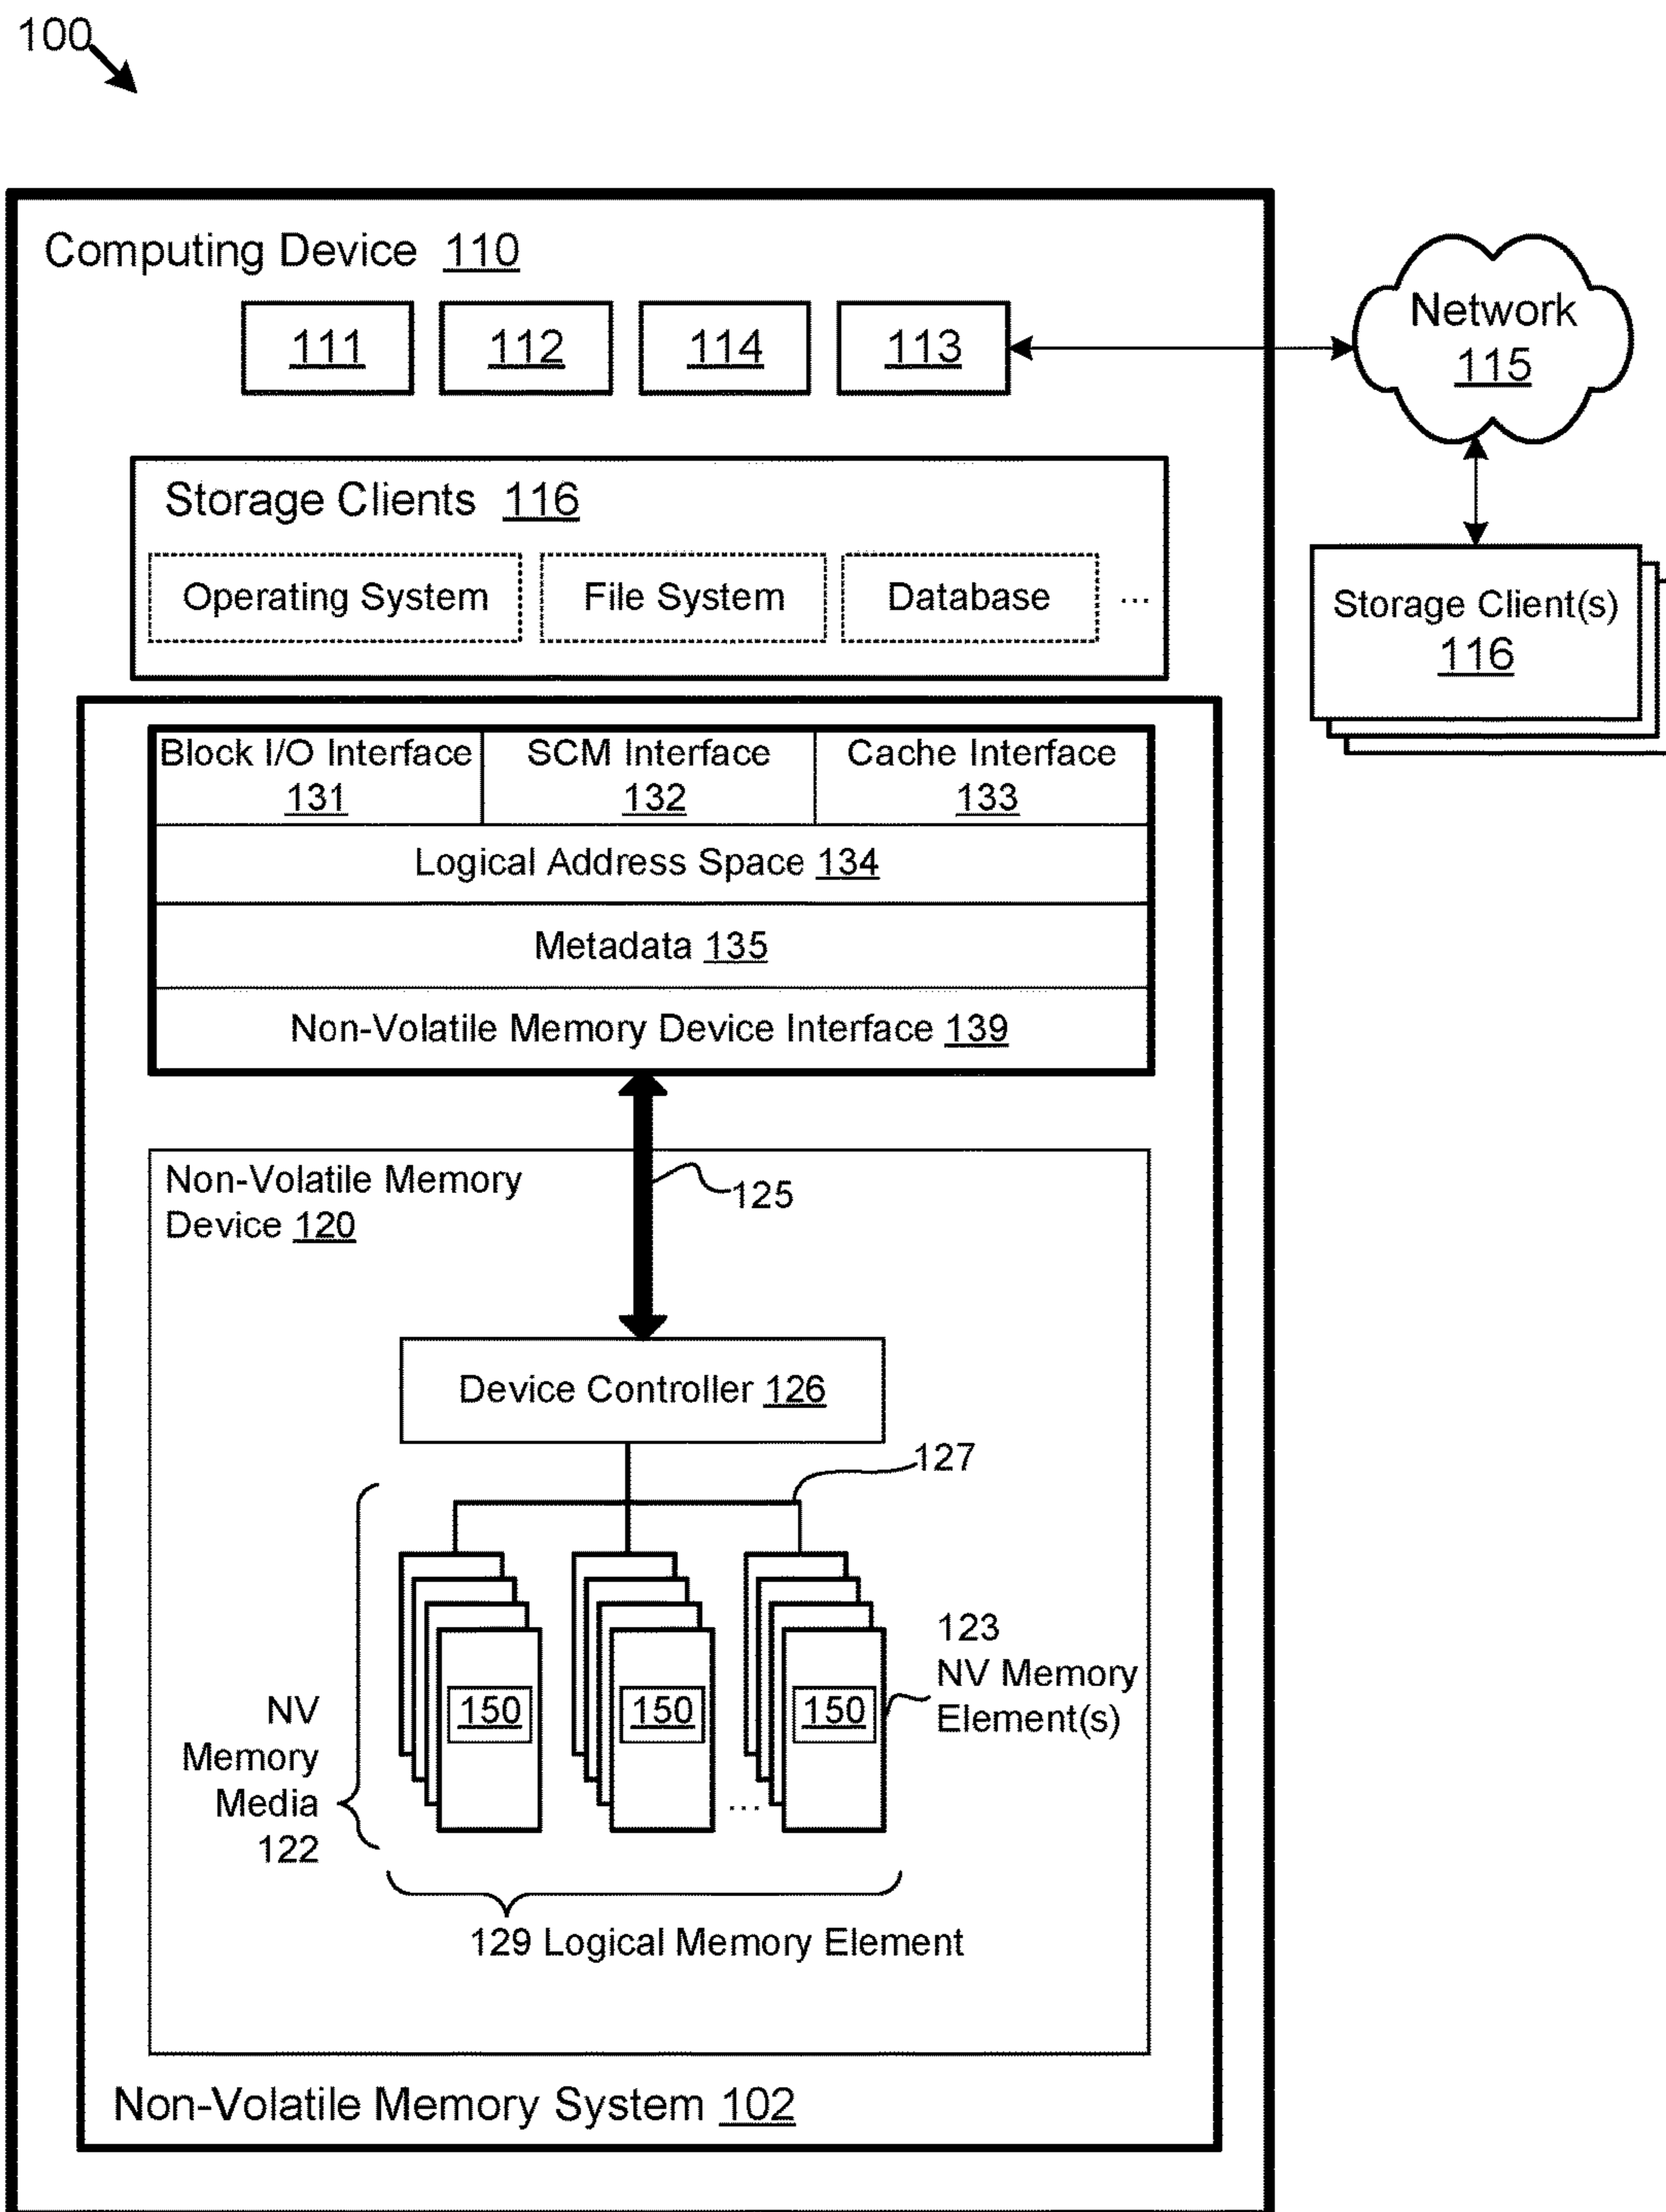 100
Computing Device 110
111 112 114 113
Network
115
Storage Clients 116
Operating System File System Database ...
Storage Client(s)
116
Block I/O Interface
131
SCM Interface
132
Cache Interface
133
Logical Address Space 134
Metadata 135
Non-Volatile Memory Device Interface 139
Non-Volatile Memory
Device 120
125
Device Controller 126
127
150 150 ... 150
123
NV Memory
Element(s)
NV
Memory
Media
122
129 Logical Memory Element
Non-Volatile Memory System 102